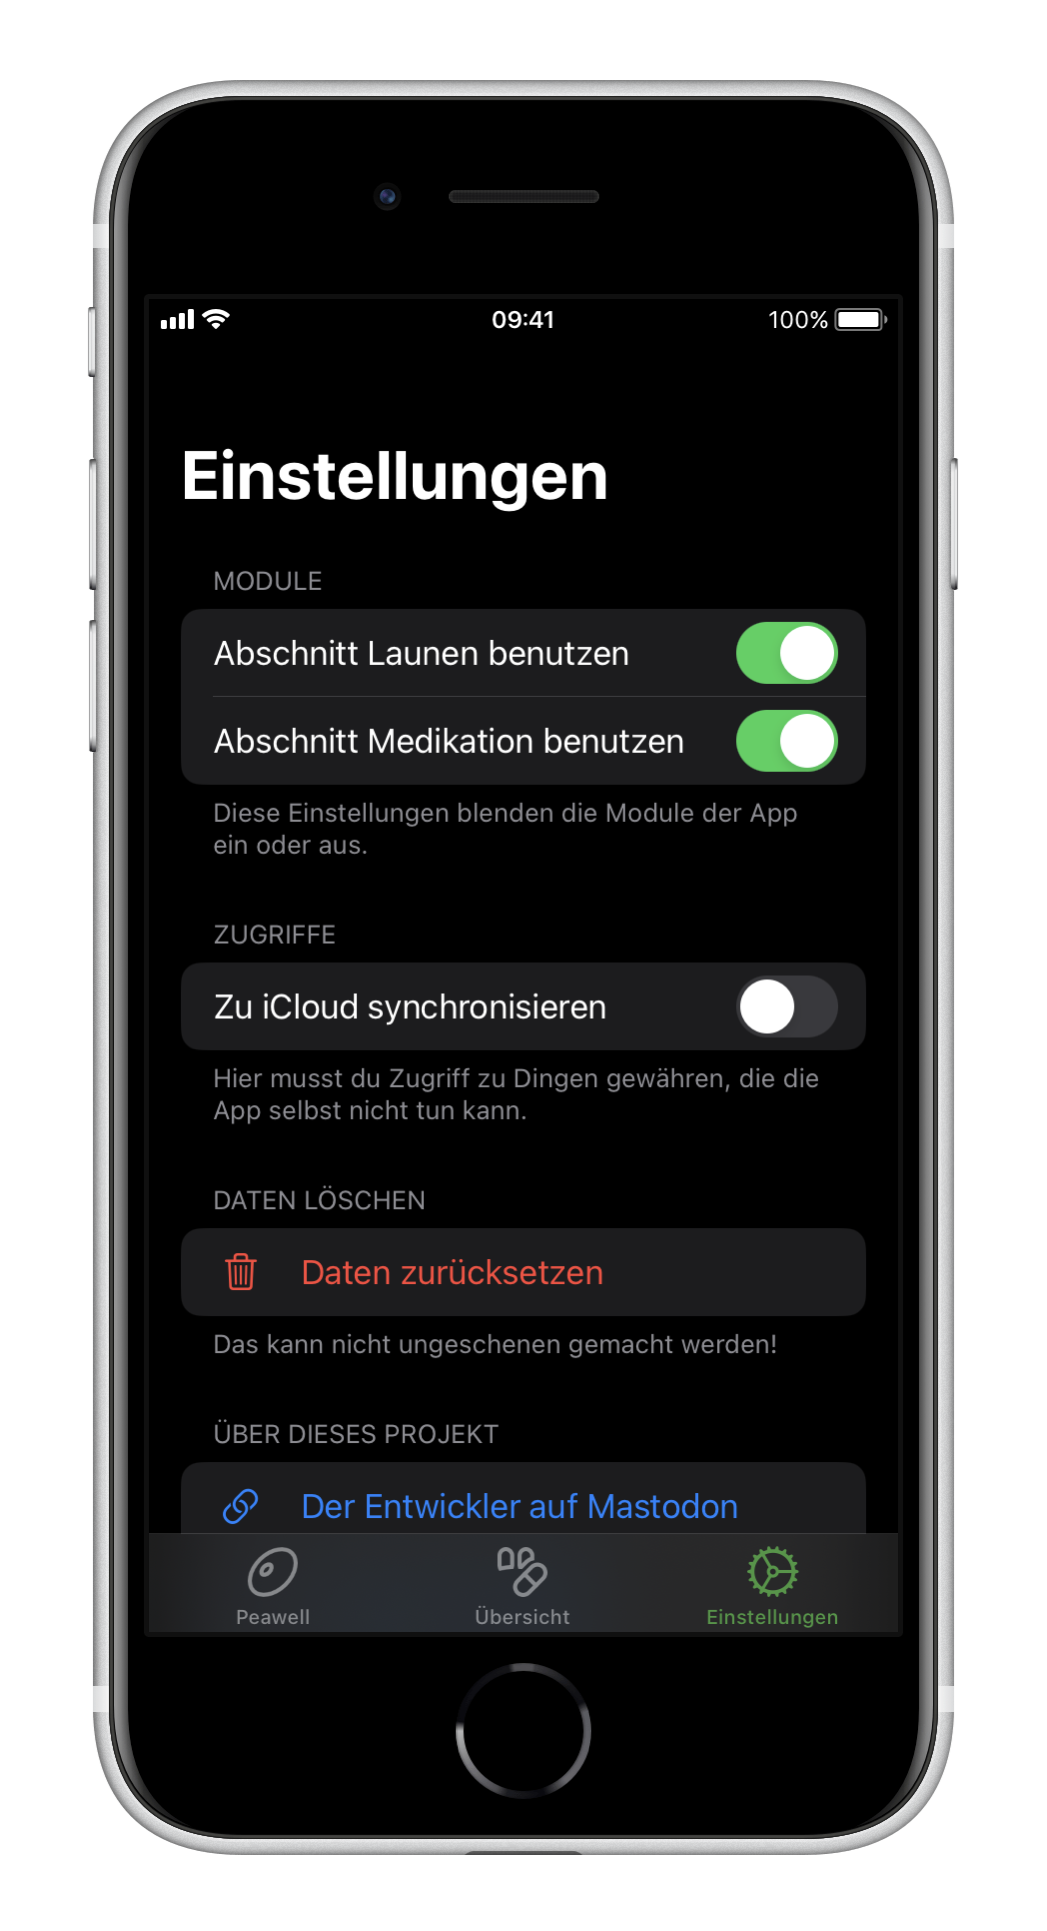 09:41
100%
Einstellungen
MODULE
Abschnitt Launen benutzen
Abschnitt Medikation benutzen
Diese Einstellungen blenden die Module der App
ein oder aus.
ZUGRIFFE
Zu iCloud synchronisieren
Hier musst du Zugriff zu Dingen gewähren, die die
App selbst nicht tun kann.
DATEN LÖSCHEN
Daten zurücksetzen
Das kann nicht ungeschenen gemacht werden!
ÜBER DIESES PROJEKT
Der Entwickler auf Mastodon
Peawell
Übersicht
Einstellungen